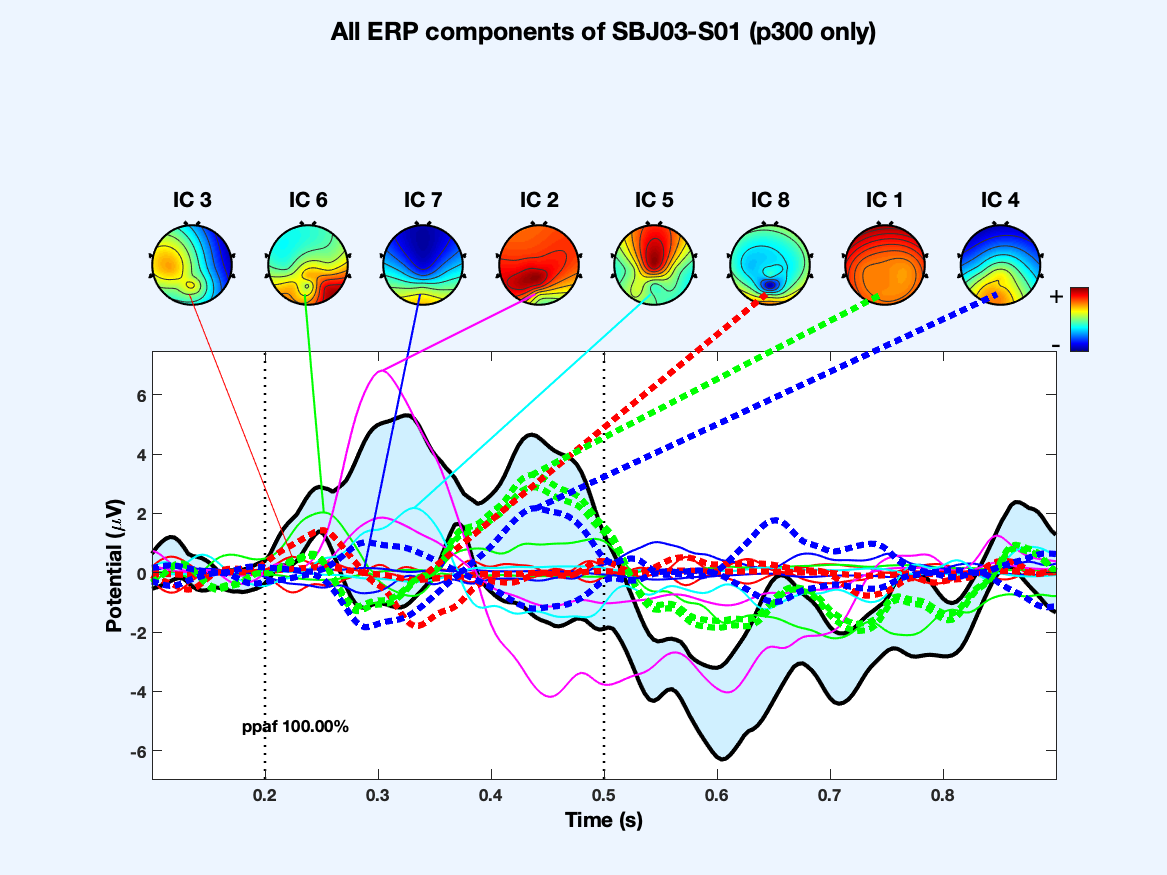 All ERP components of SBJ03-S01 (p300 only)
IC 3 IC 6 IC 7 IC 2 IC 5 IC 8 IC 1 IC 4
+
-
6
4
2
0
-2
-4
-6
Potential (μV)
ppaf 100.00%
0.2 0.3 0.4 0.5 0.6 0.7 0.8
Time (s)